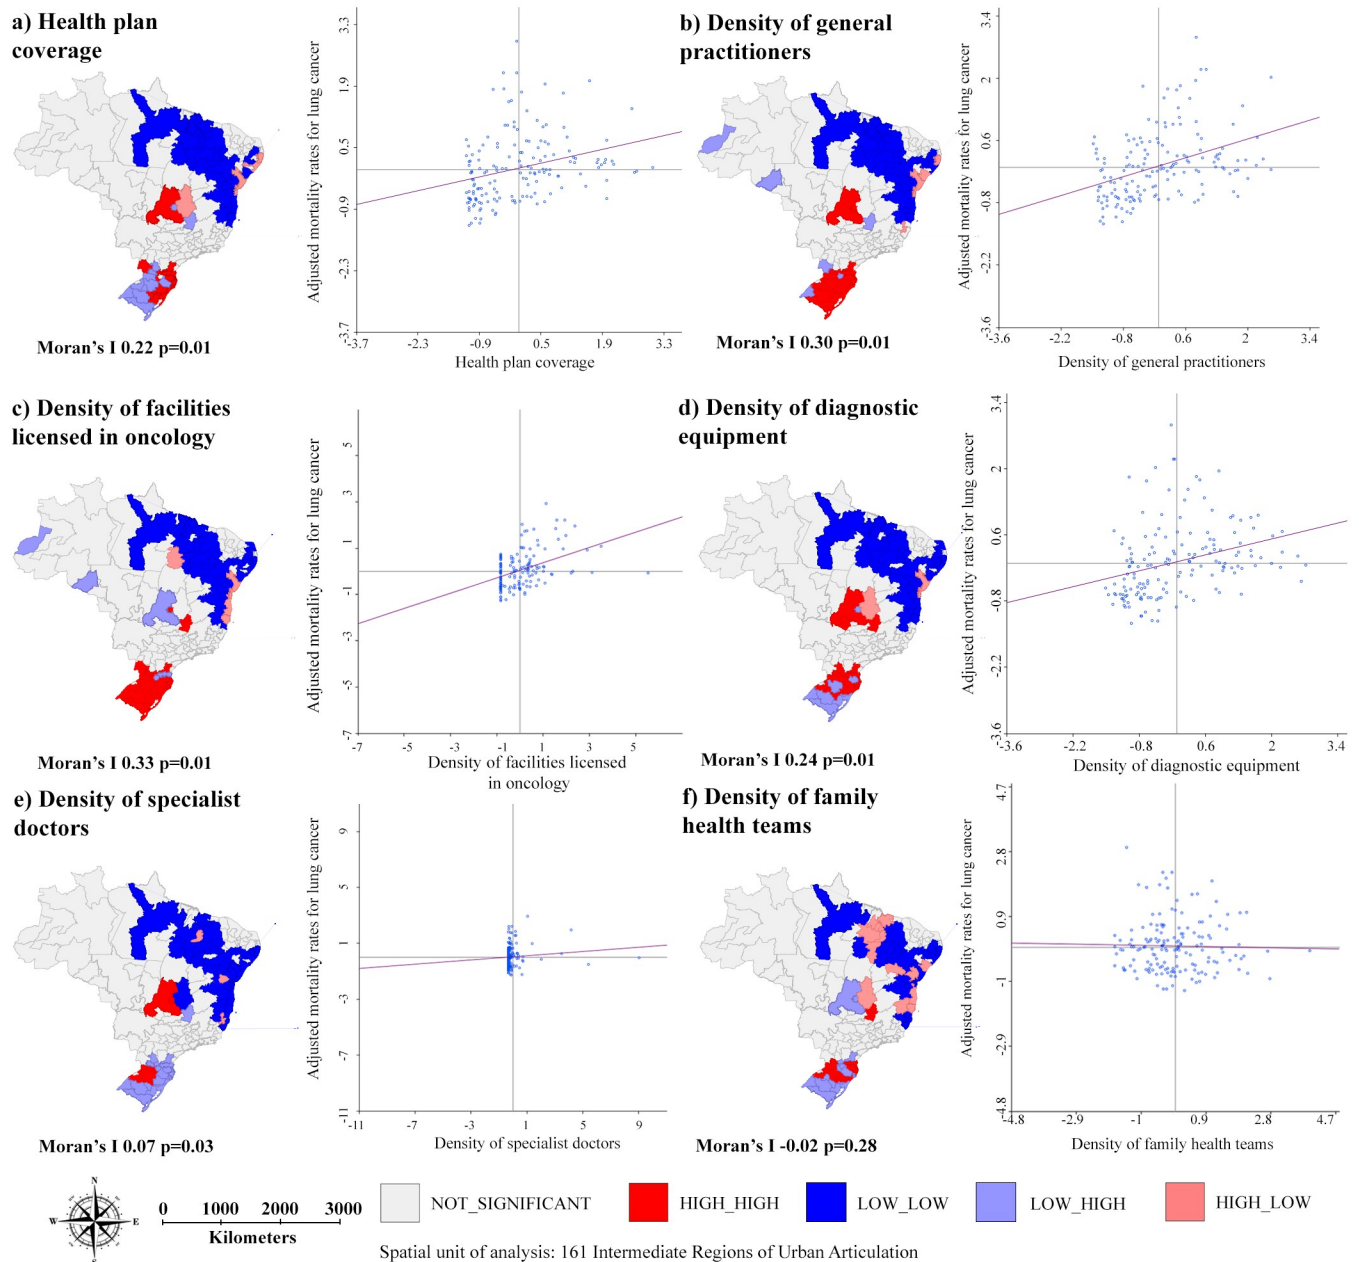 a) Health plan
coverage
Adjusted mortality rates for lung cancer
3.3
1.9
0.5
-0.9
-2.3
-3.7
-3.7 -2.3 -0.9 0.5 1.9 3.3
Health plan coverage
Moran's I 0.22 p=0.01
b) Density of general
practitioners
Adjusted mortality rates for lung cancer
3.4
2
0.6
-0.8
-2.2
-3.6
-3.6 -2.2 -0.8 0.6 2 3.4
Density of general practitioners
Moran's I 0.30 p=0.01
c) Density of facilities
licensed in oncology
Adjusted mortality rates for lung cancer
5
3
1
-1
-3
-5
-7
-7 -5 -3 -1 1 3 5
Density of facilities licensed
in oncology
Moran's I 0.33 p=0.01
d) Density of diagnostic
equipment
Adjusted mortality rates for lung cancer
3.4
2
0.6
-0.8
-2.2
-3.6
-3.6 -2.2 -0.8 0.6 2 3.4
Density of diagnostic equipment
Moran's I 0.24 p=0.01
e) Density of specialist
doctors
Adjusted mortality rates for lung cancer
9
5
1
-3
-7
-11
-11 -7 -3 1 5 9
Density of specialist doctors
Moran's I 0.07 p=0.03
f) Density of family
health teams
Adjusted mortality rates for lung cancer
4.7
2.8
0.9
-1
-2.9
-4.8
-4.8 -2.9 -1 0.9 2.8 4.7
Density of family health teams
Moran's I -0.02 p=0.28
N
W E
S
0 1000 2000 3000
Kilometers
NOT_SIGNIFICANT HIGH_HIGH LOW_LOW LOW_HIGH HIGH_LOW
Spatial unit of analysis: 161 Intermediate Regions of Urban Articulation